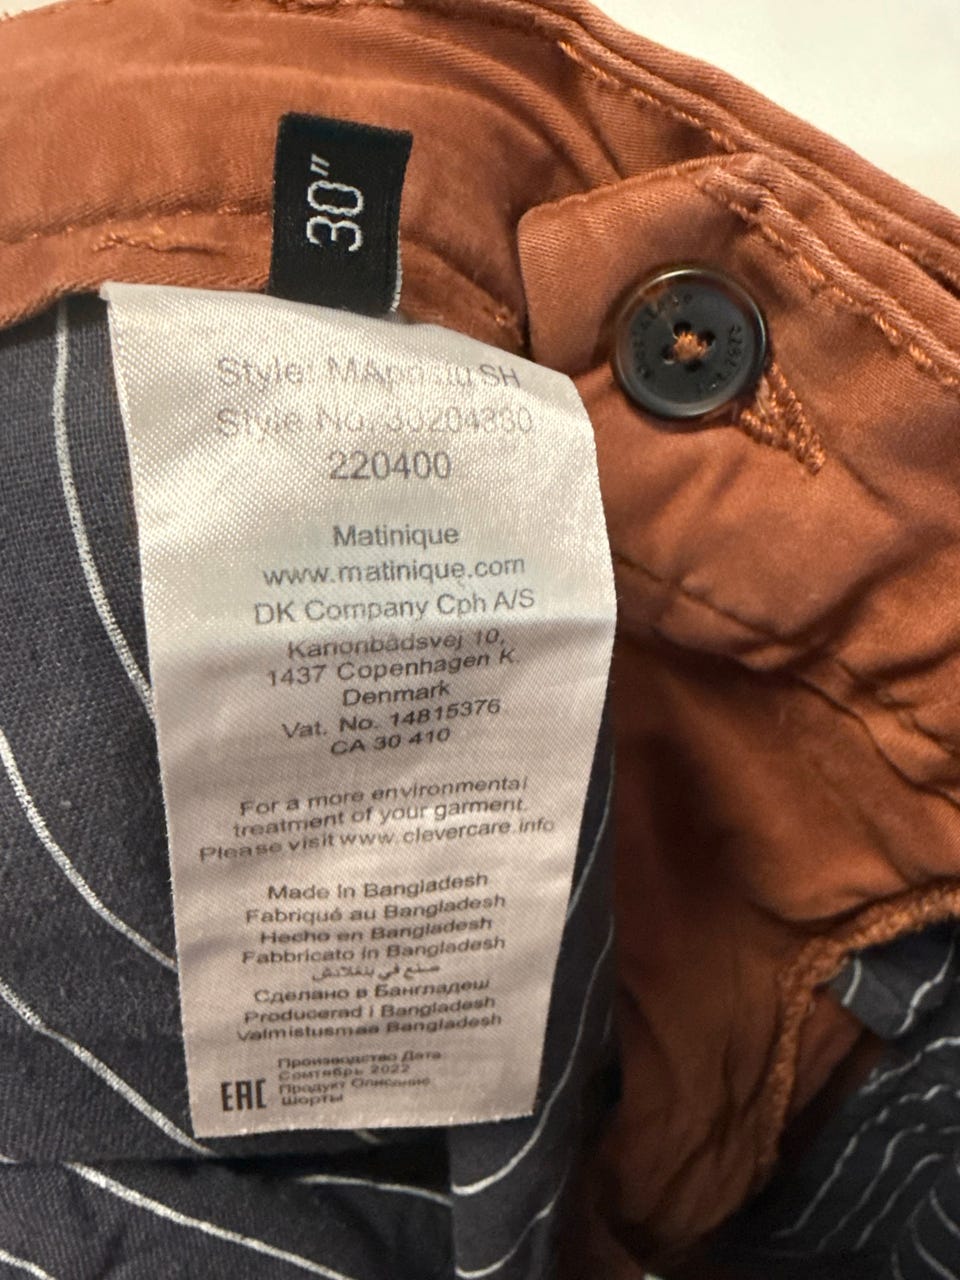 30"
Style: SH
Style No. 30204330
220400
Matinique
www.matinique.com
DK Company Cph A/S
Kanonbådsvej 10,
1437 Copenhagen K.
Denmark
Vat. No. 14815376
CA 30 410
For a more environmental
treatment of your garment.
Please visit www.clevercare.info
Made In Bangladesh
Fabriqué au Bangladesh
Hecho en Bangladesh
Fabbricato in Bangladesh
صنع في بنغلادش
Сделано в Бангладеш
Producerad i Bangladesh
Valmistusmaa Bangladesh
Производство Дата
Сентябрь 2022
EAC Продукт Описание
Шорты